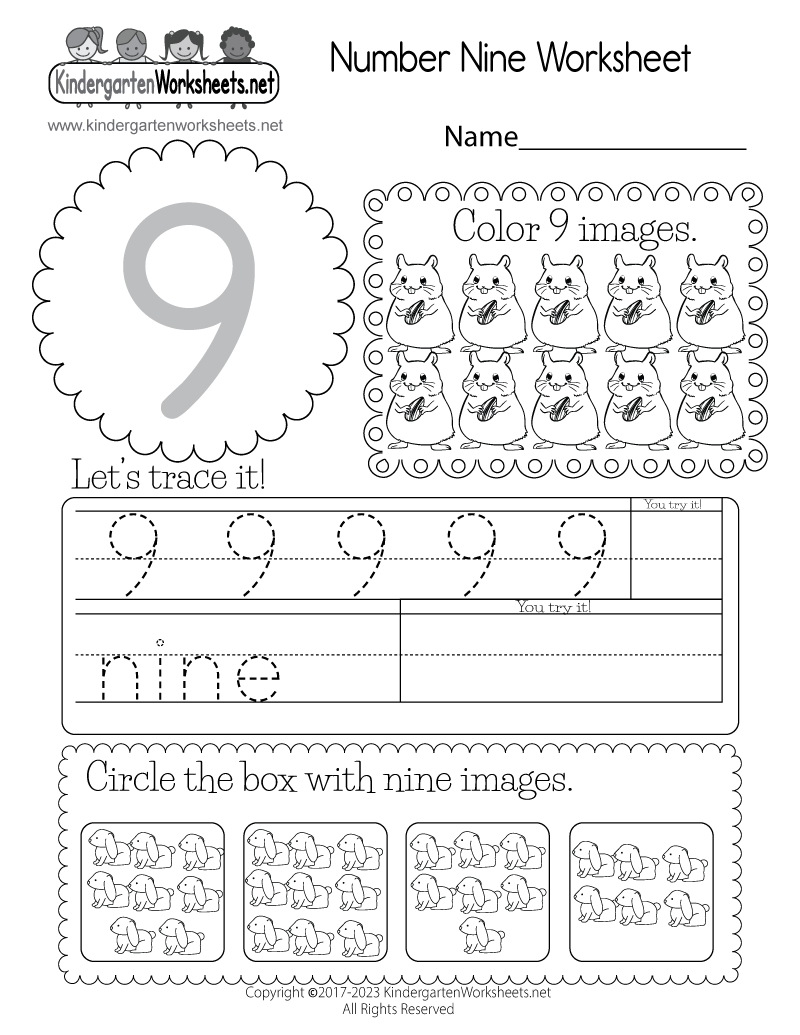 KindergartenWorksheets.net
www.kindergartenworksheets.net
Number Nine Worksheet
Name
9
Color 9 images.
Let's trace it!
You try it!
9 9 9 9 9
You try it!
nine
Circle the box with nine images.
Copyright ©2017-2023 KindergartenWorksheets.net
All Rights Reserved